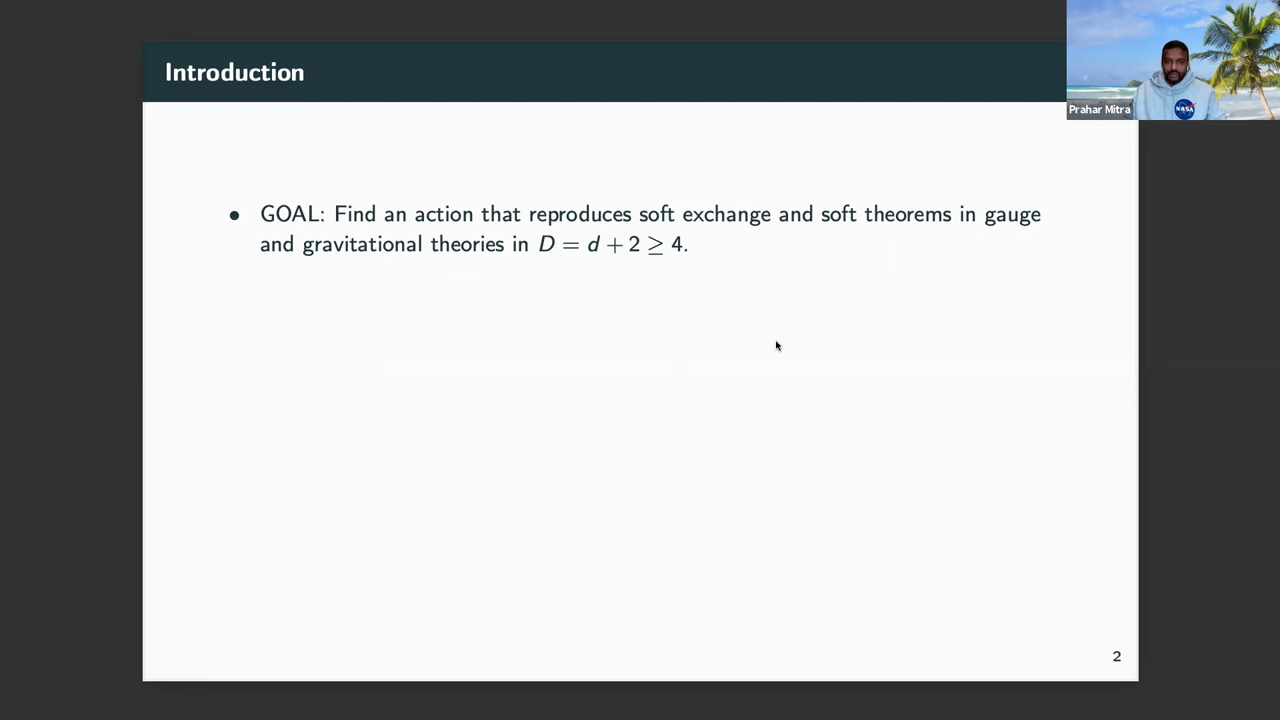 Introduction
Prahar Mitra
NASA
• GOAL: Find an action that reproduces soft exchange and soft theorems in gauge
and gravitational theories in D = d + 2 ≥ 4.
2